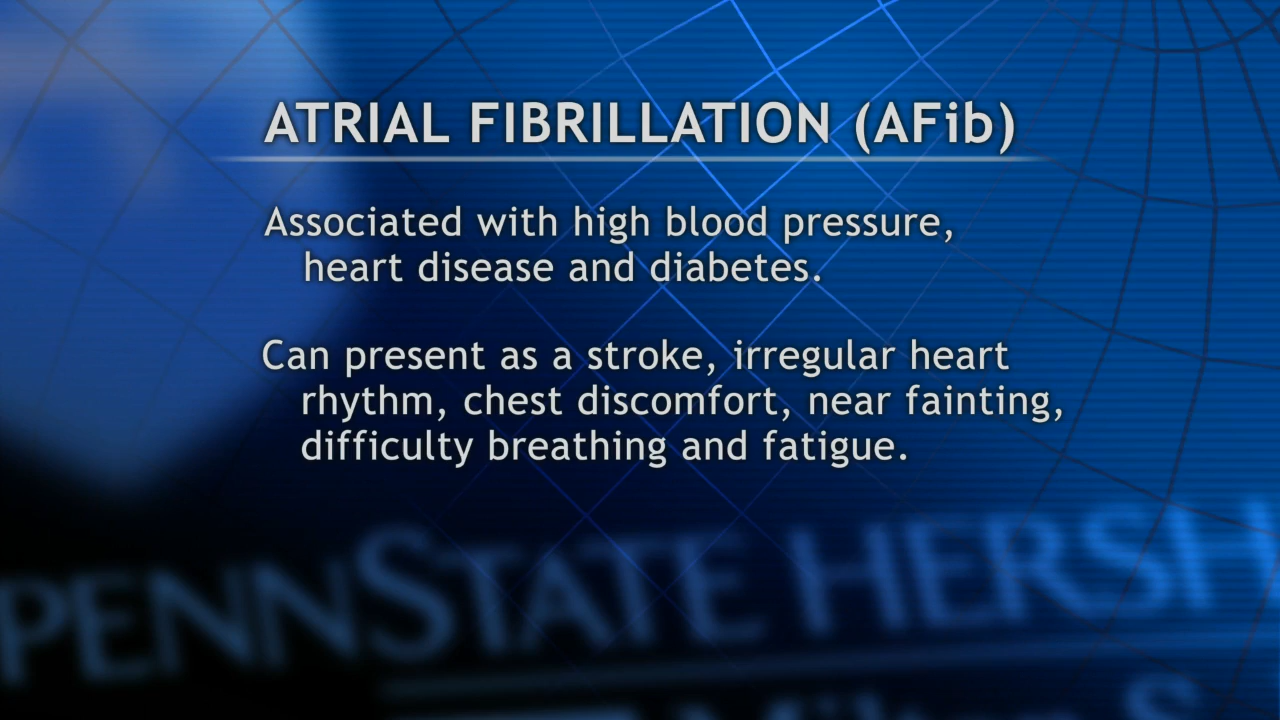 ATRIAL FIBRILLATION (AFib)
Associated with high blood pressure,
heart disease and diabetes.
Can present as a stroke, irregular heart
rhythm, chest discomfort, near fainting,
difficulty breathing and fatigue.
PENNSTATE HERSH